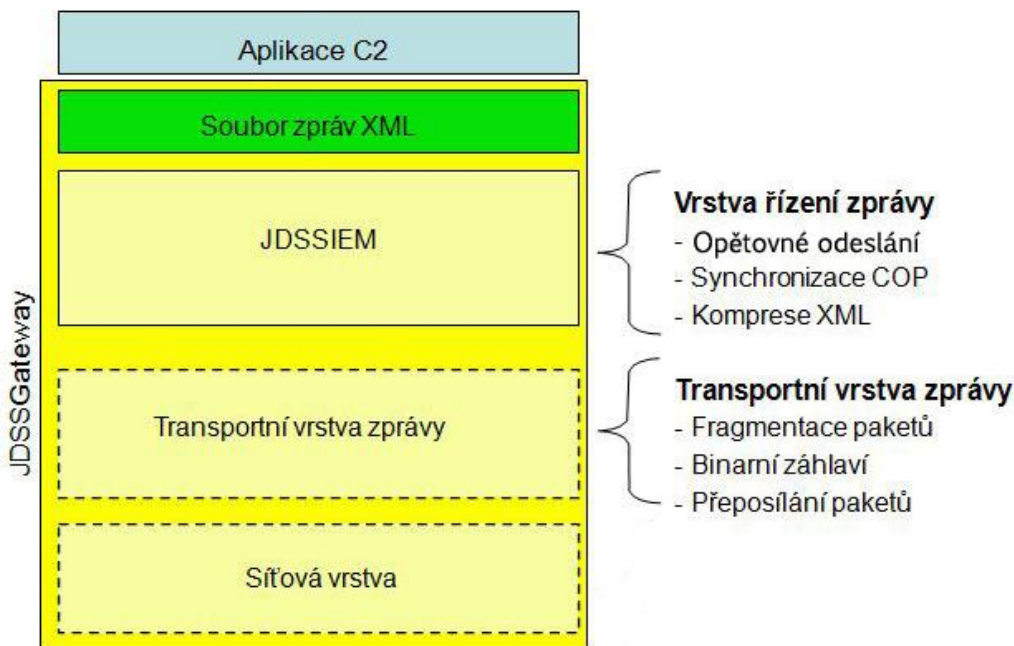 Aplikace C2
Soubor zpráv XML
JDSSIEM
Transportní vrstva zprávy
Síťová vrstva
JDSSGateway
Vrstva řízení zprávy
- Opětovné odeslání
- Synchronizace COP
- Komprese XML
Transportní vrstva zprávy
- Fragmentace paketů
- Binarní záhlaví
- Přeposílání paketů